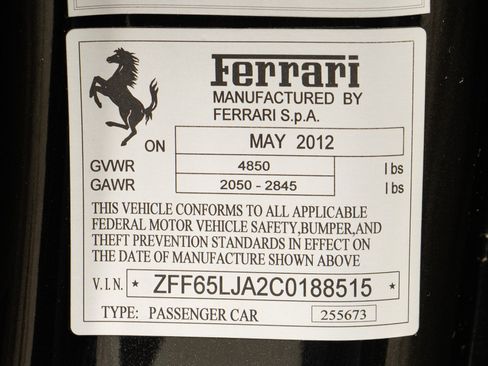 Ferrari
MANUFACTURED BY
FERRARI S.p.A.
ON MAY 2012
GVWR 4850 lbs
GAWR 2050 - 2845 lbs
THIS VEHICLE CONFORMS TO ALL APPLICABLE
FEDERAL MOTOR VEHICLE SAFETY,BUMPER,AND
THEFT PREVENTION STANDARDS IN EFFECT ON
THE DATE OF MANUFACTURE SHOWN ABOVE
V.I.N. * ZFF65LJA2C0188515 *
TYPE: PASSENGER CAR 255673